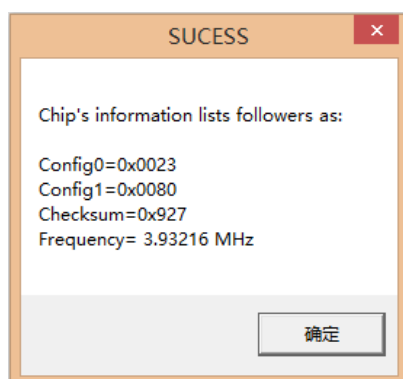 SUCESS
Chip's information lists followers as:
Config0=0x0023
Config1=0x0080
Checksum=0x927
Frequency= 3.93216 MHz
确定